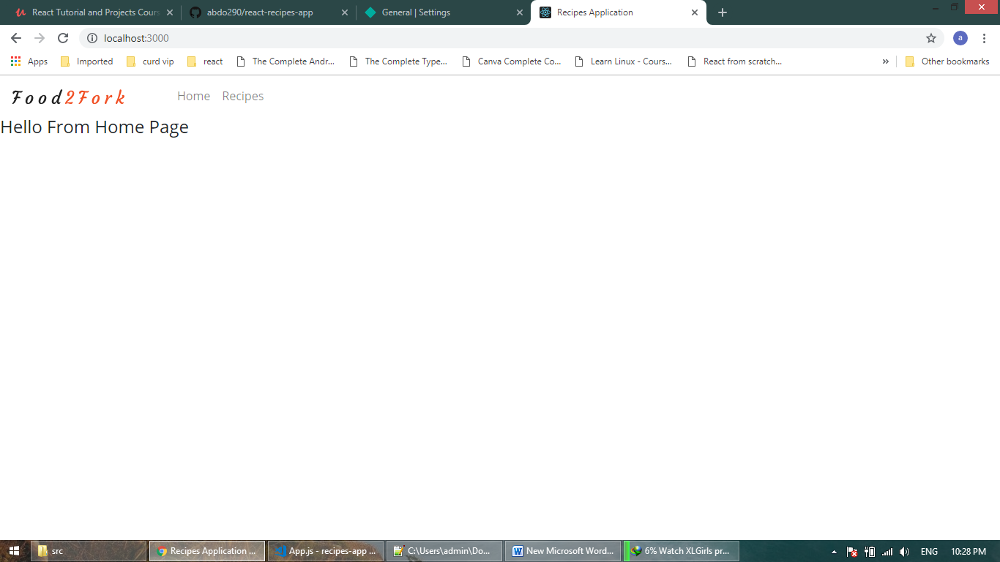 React Tutorial and Projects Cours
abdo290/react-recipes-app
General | Settings
Recipes Application
localhost:3000
a
Apps
Imported
curd vip
react
The Complete Andr...
The Complete Type...
Canva Complete Co...
Learn Linux - Cours...
React from scratch...
»
Other bookmarks
Food2Fork
Home
Recipes
Hello From Home Page
src
Recipes Application ...
App.js - recipes-app ...
C:\Users\admin\Do...
New Microsoft Word...
6% Watch XLGirls pr...
ENG
10:28 PM